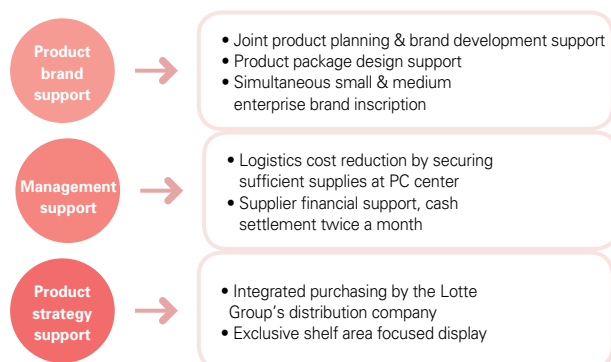 Product
brand
support
• Joint product planning & brand development support
• Product package design support
• Simultaneous small & medium
enterprise brand inscription
Management
support
• Logistics cost reduction by securing
sufficient supplies at PC center
• Supplier financial support, cash
settlement twice a month
Product
strategy
support
• Integrated purchasing by the Lotte
Group's distribution company
• Exclusive shelf area focused display